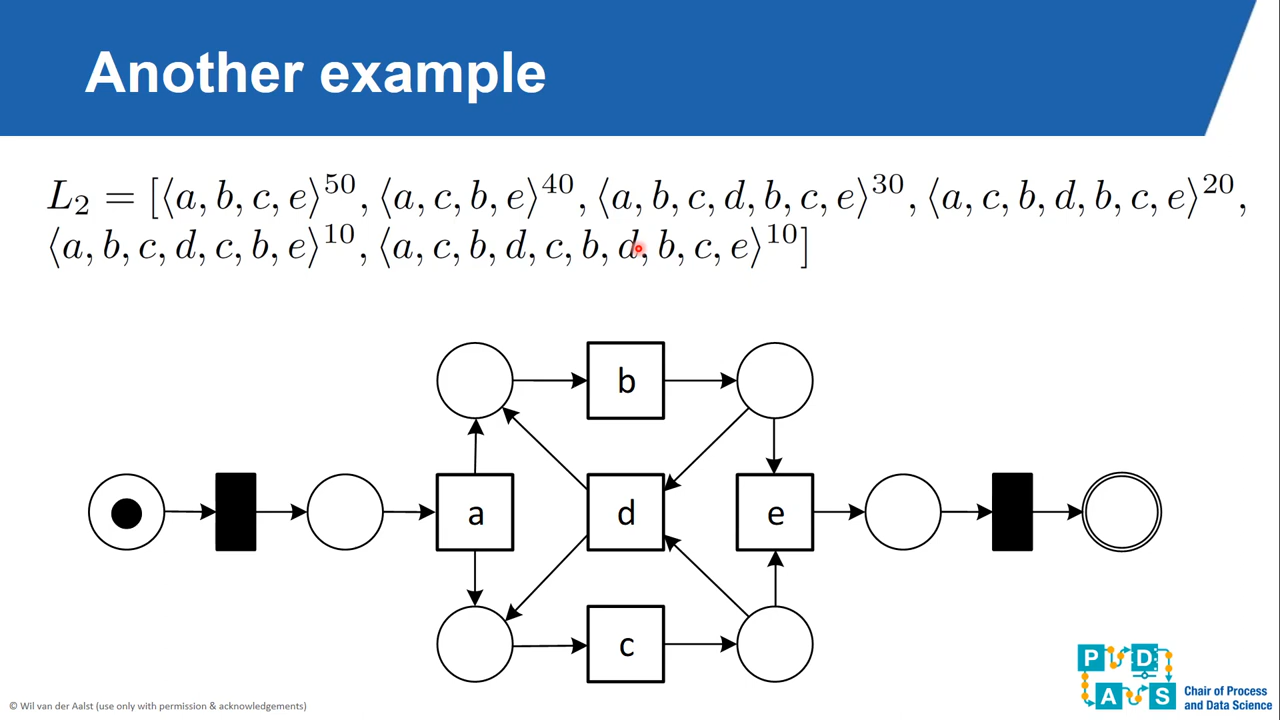 Another example
L₂ = [⟨a, b, c, e⟩⁵⁰, ⟨a, c, b, e⟩⁴⁰, ⟨a, b, c, d, b, c, e⟩³⁰, ⟨a, c, b, d, b, c, e⟩²⁰,
⟨a, b, c, d, c, b, e⟩¹⁰, ⟨a, c, b, d, c, b, d, b, c, e⟩¹⁰]
b
a d e
c
P D
A S
Chair of Process
and Data Science
© Wil van der Aalst (use only with permission & acknowledgements)